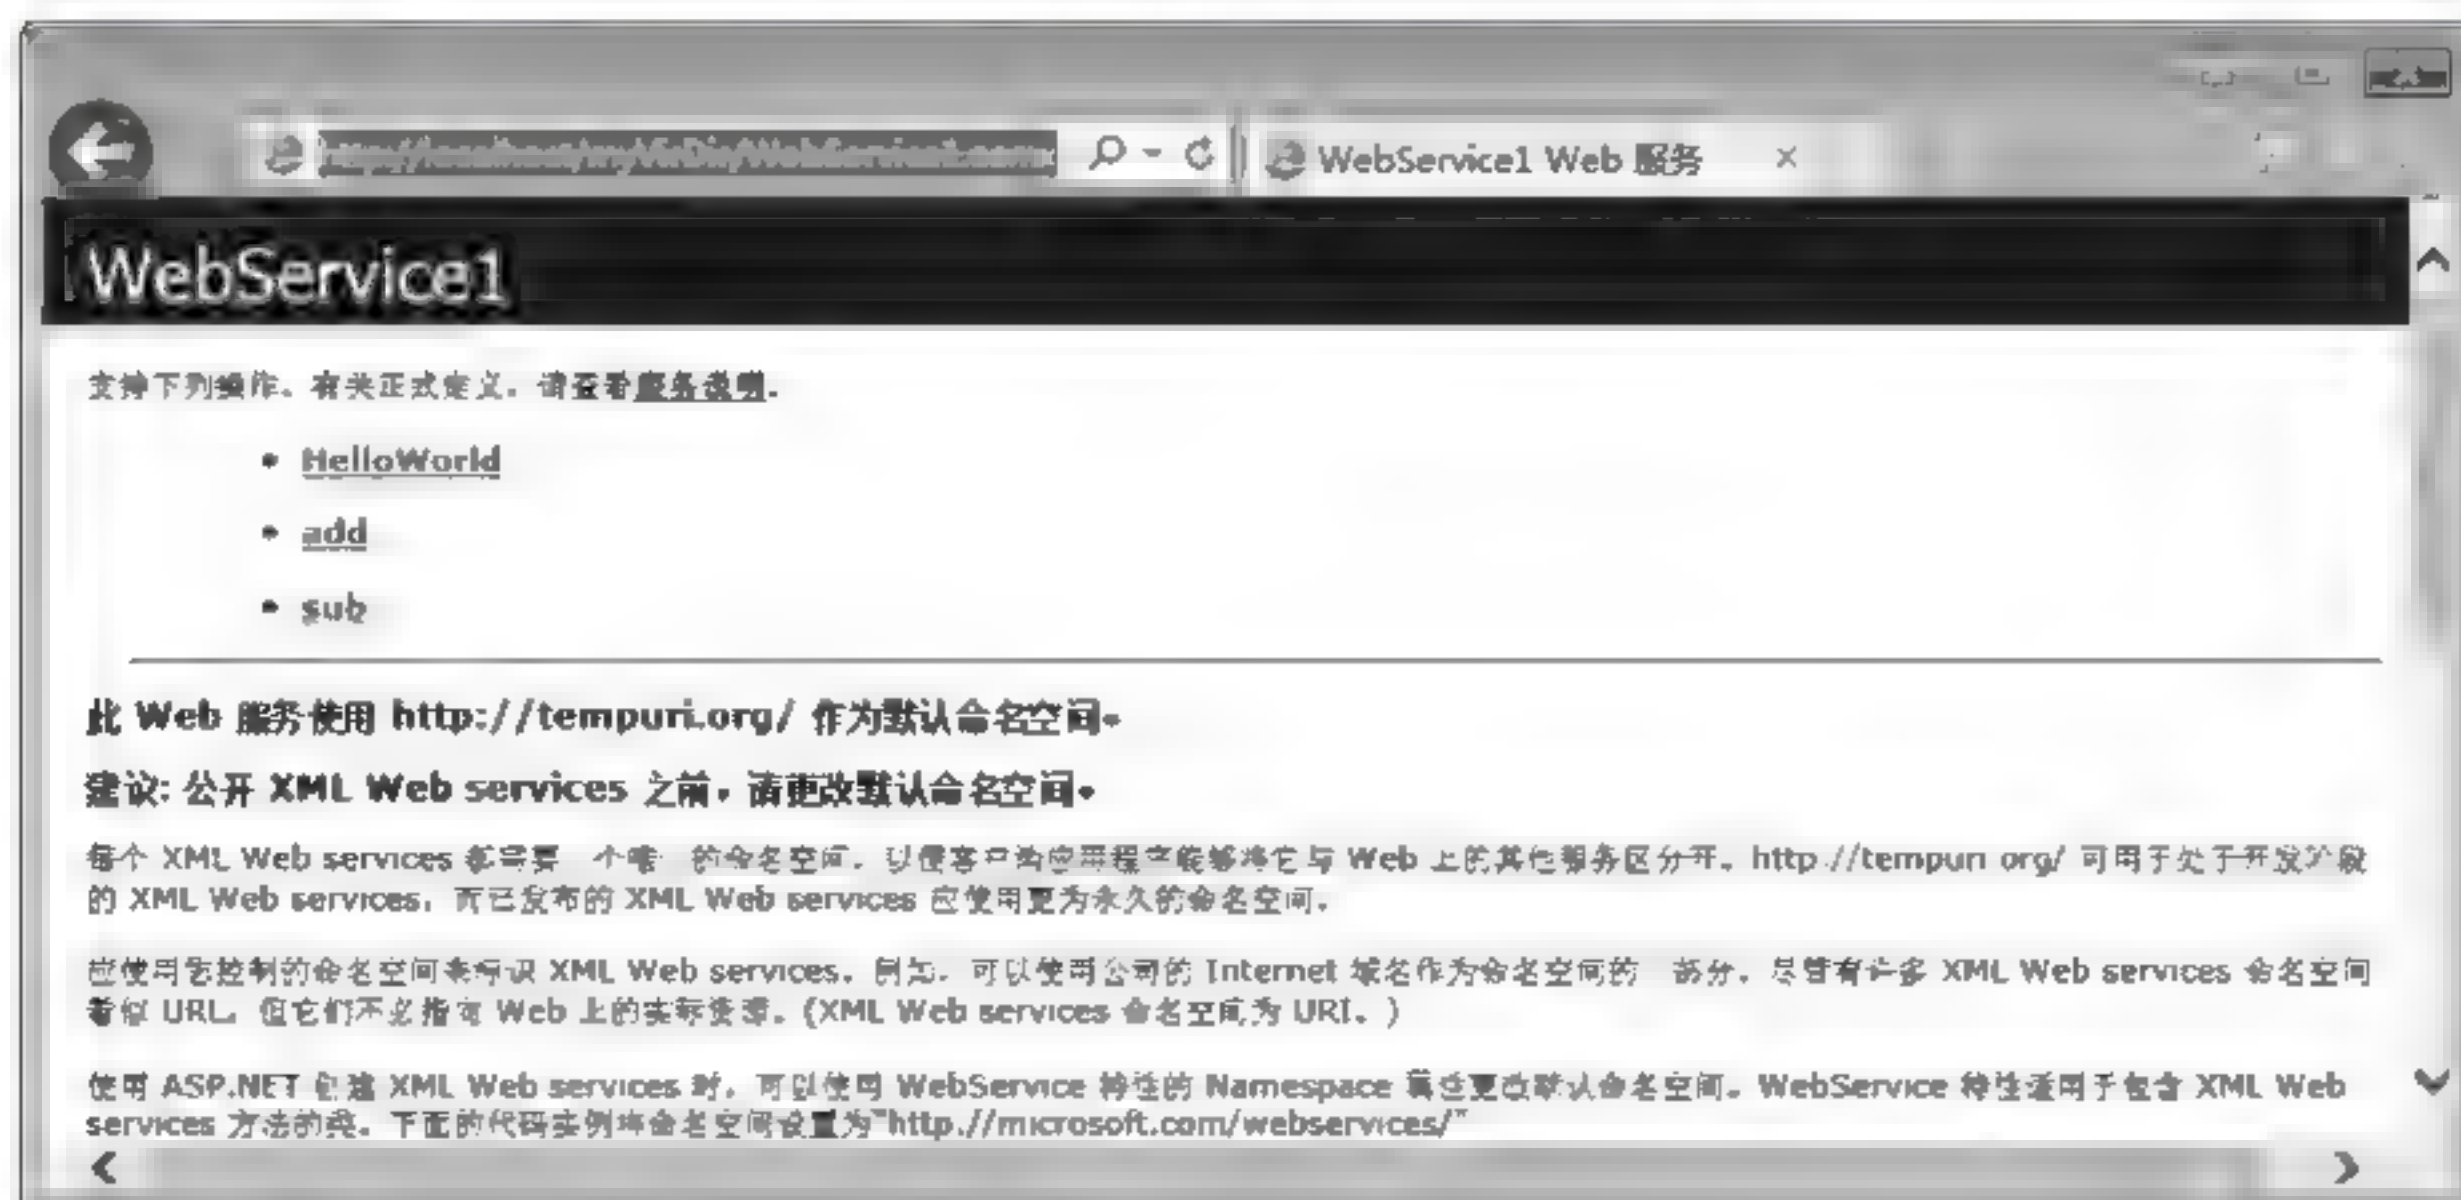 WebService1 Web 服务
WebService1
支持下列操作。有关正式定义，请查看服务说明。
HelloWorld
add
sub
此 Web 服务使用 http://tempuri.org/ 作为默认命名空间。
建议: 公开 XML Web services 之前，请更改默认命名空间。
每个 XML Web services 都需要 个唯 的命名空间，以便客户端应用程序能够将它与 Web 上的其他服务区分开。http://tempuri org/ 可用于处于开发阶段
的 XML Web services，而已发布的 XML Web services 应使用更为永久的命名空间。
应使用您控制的命名空间来标识 XML Web services。例如，可以使用公司的 Internet 域名作为命名空间的 部分。尽管有许多 XML Web services 命名空间
看似 URL，但它们不必指向 Web 上的实际资源。(XML Web services 命名空间为 URI。)
使用 ASP.NET 创建 XML Web services 时，可以使用 WebService 特性的 Namespace 属性更改默认命名空间。WebService 特性适用于包含 XML Web
services 方法的类。下面的代码实例将命名空间设置为"http://microsoft.com/webservices/"